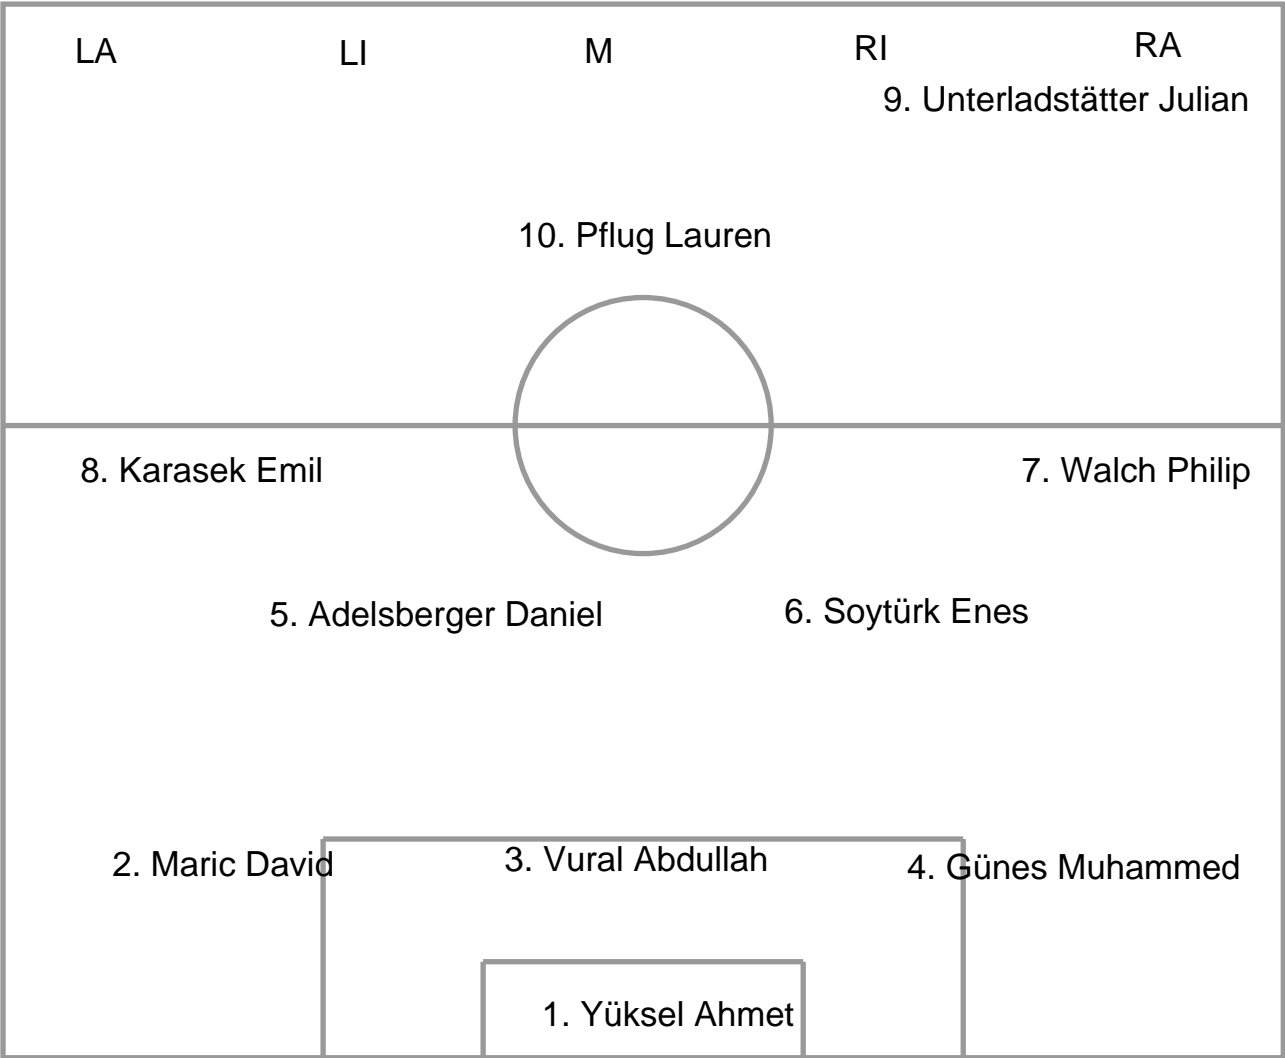 LA LI M RI RA
9. Unterladstätter Julian
10. Pflug Lauren
8. Karasek Emil 7. Walch Philip
5. Adelsberger Daniel 6. Soytürk Enes
2. Maric David 3. Vural Abdullah 4. Günes Muhammed
1. Yüksel Ahmet